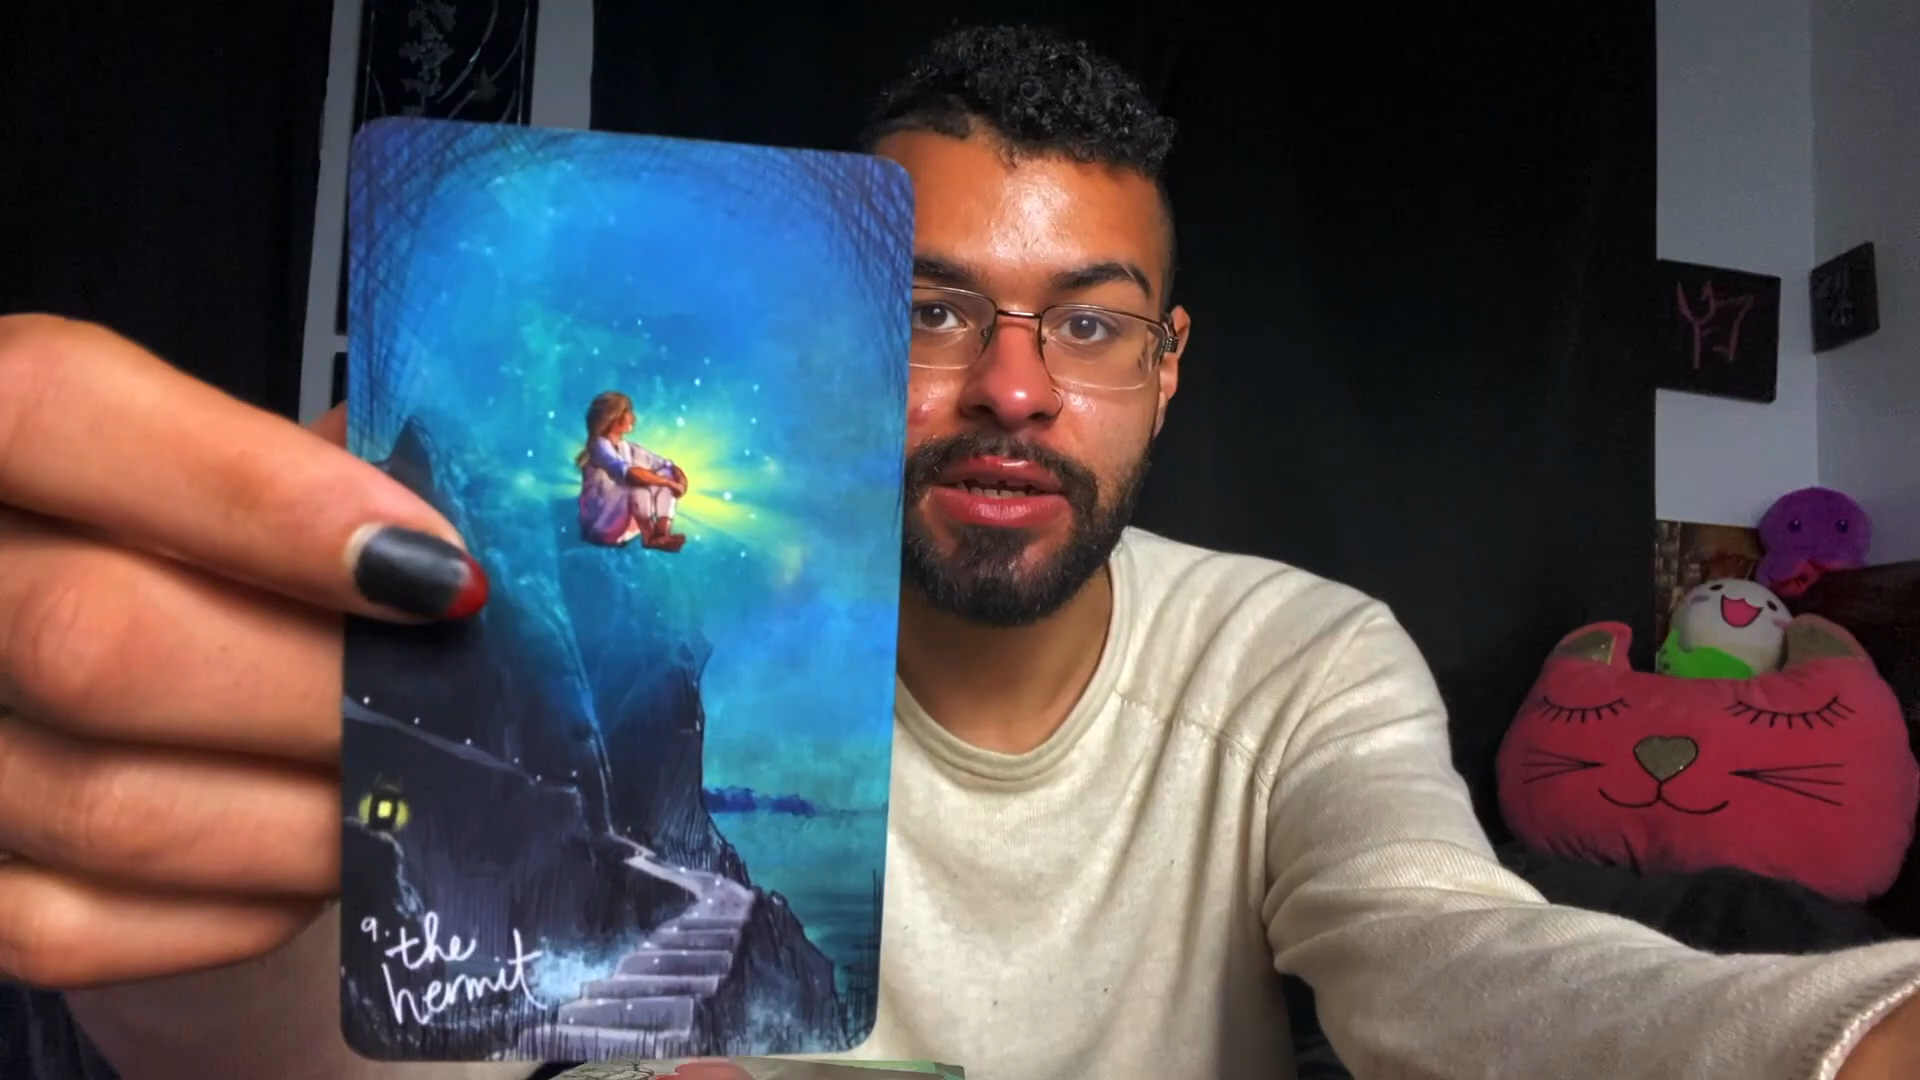 9. the
hermit